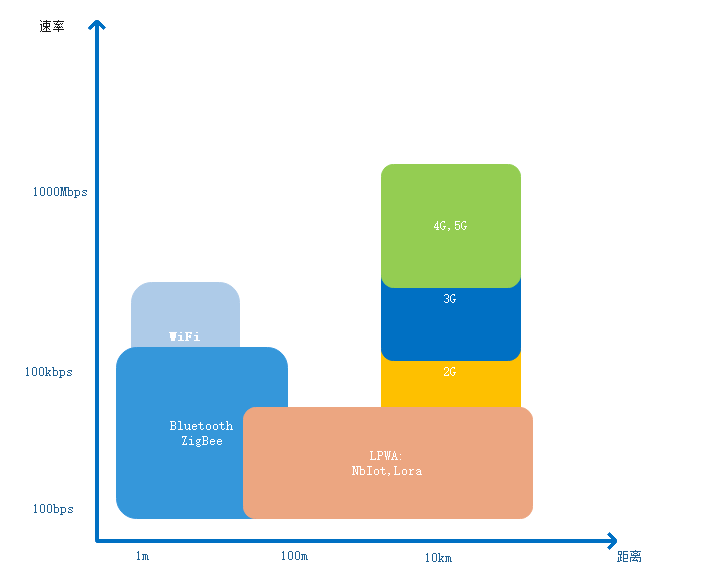 速率
1000Mbps
4G,5G
3G
WiFi
100kbps
2G
Bluetooth
ZigBee
LPWA:
NbIot,Lora
100bps
1m
100m
10km
距离